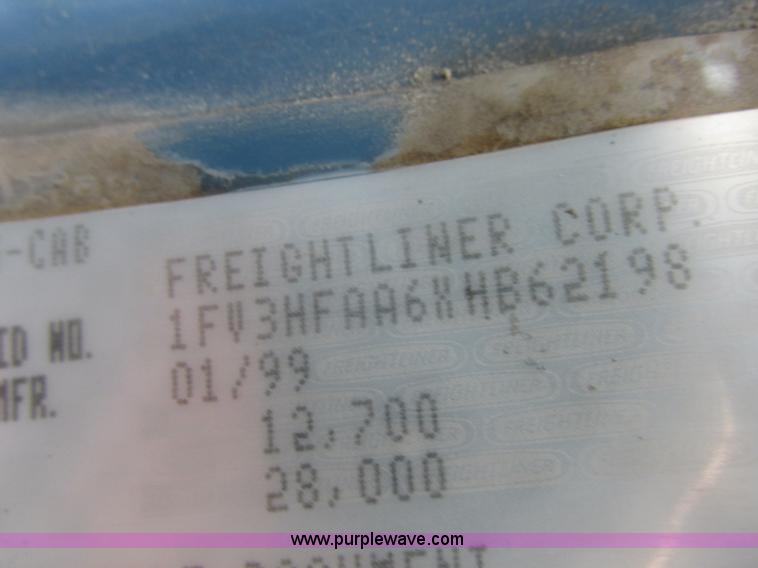 -CAB FREIGHTLINER CORP.
ID NO. 1FV3HFAA6XHB62198
MFR. 01/99
12,700
28,000
www.purplewave.com